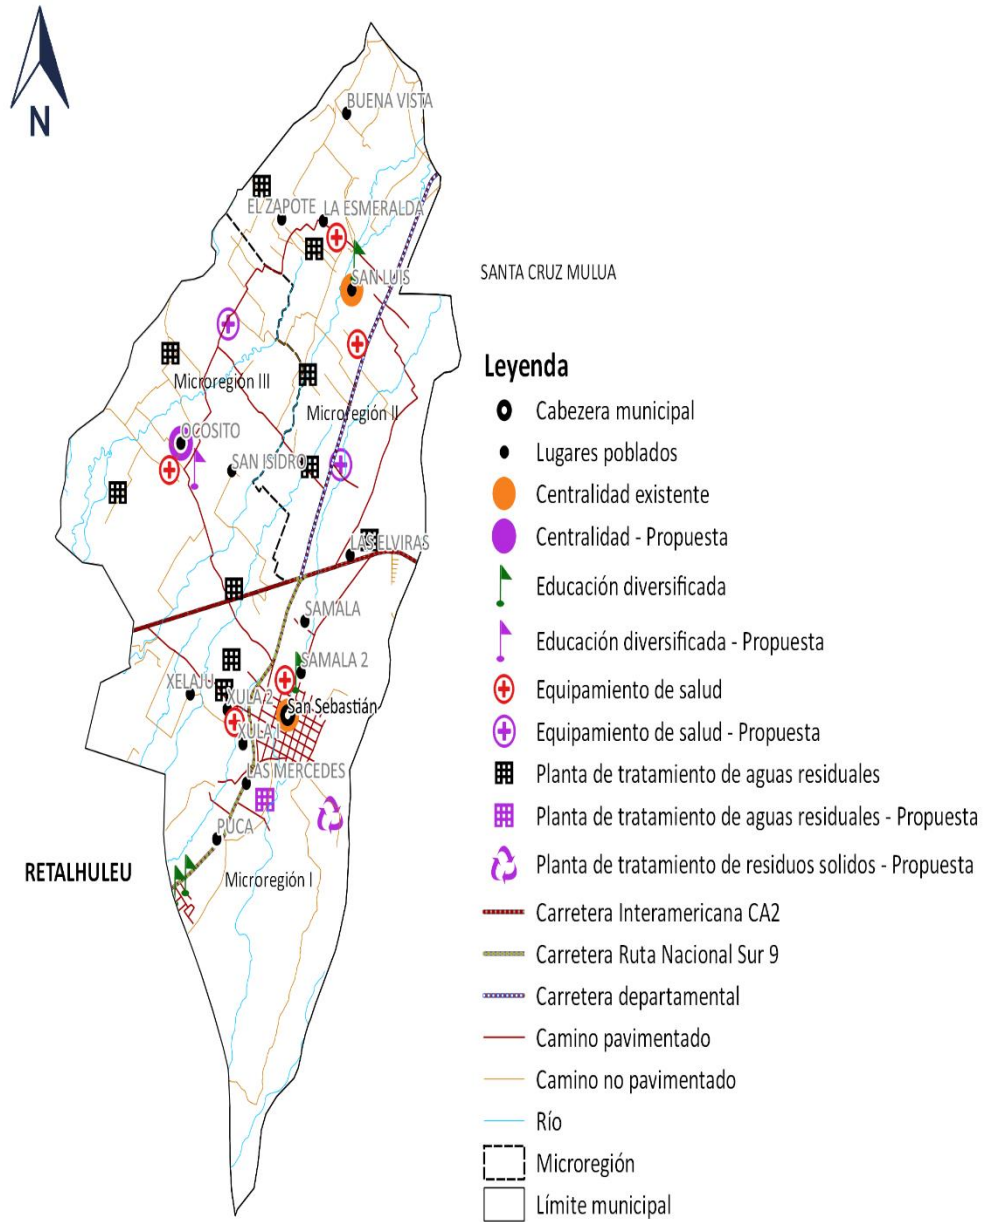 N
BUENA VISTA
EL ZAPOTE
LA ESMERALDA
SAN LUIS
SANTA CRUZ MULUA
Microregión III
Microregión II
OCOSITO
SAN ISIDRO
LAS ELVIRAS
SAMALA
SAMALA 2
XELAJU
XULA 2
San Sebastián
XULA I
LAS MERCEDES
PUCA
RETALHULEU
Microregión I
Leyenda
Cabezera municipal
Lugares poblados
Centralidad existente
Centralidad - Propuesta
Educación diversificada
Educación diversificada - Propuesta
Equipamiento de salud
Equipamiento de salud - Propuesta
Planta de tratamiento de aguas residuales
Planta de tratamiento de aguas residuales - Propuesta
Planta de tratamiento de residuos solidos - Propuesta
Carretera Interamericana CA2
Carretera Ruta Nacional Sur 9
Carretera departamental
Camino pavimentado
Camino no pavimentado
Río
Microregión
Límite municipal